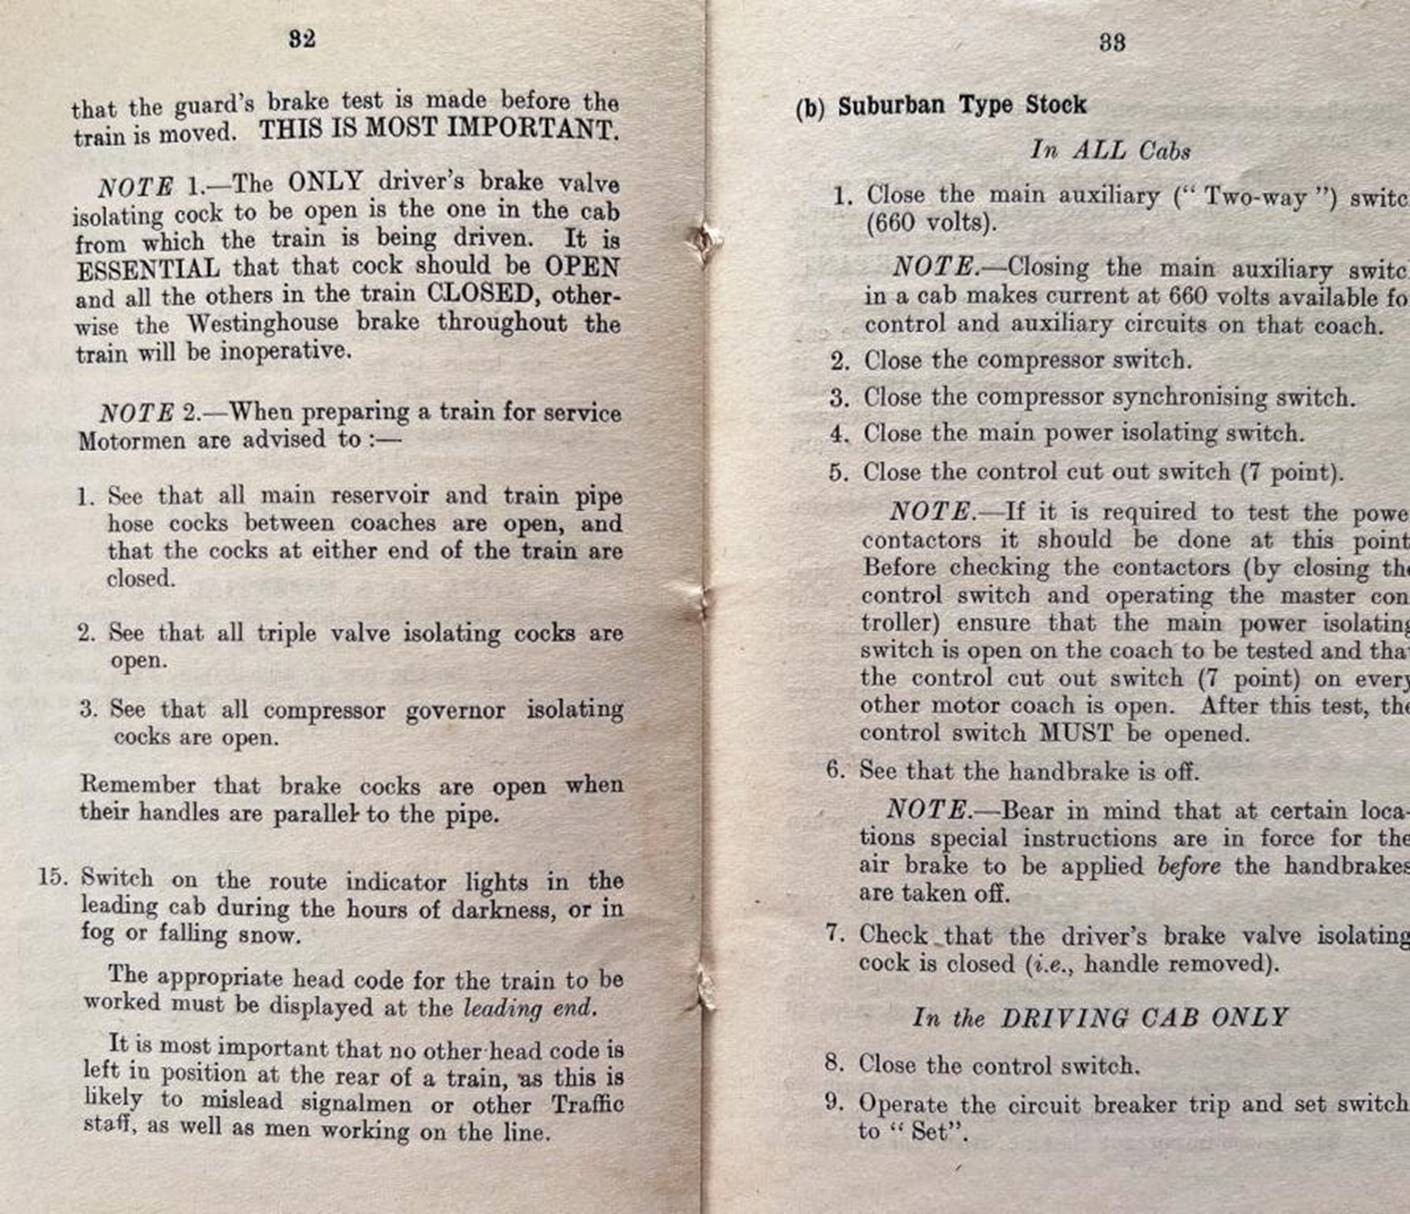 32
that the guard's brake test is made before the
train is moved. THIS IS MOST IMPORTANT.
NOTE 1.—The ONLY driver's brake valve
isolating cock to be open is the one in the cab
from which the train is being driven. It is
ESSENTIAL that that cock should be OPEN
and all the others in the train CLOSED, other-
wise the Westinghouse brake throughout the
train will be inoperative.
NOTE 2.—When preparing a train for service
Motormen are advised to :—
1. See that all main reservoir and train pipe
hose cocks between coaches are open, and
that the cocks at either end of the train are
closed.
2. See that all triple valve isolating cocks are
open.
3. See that all compressor governor isolating
cocks are open.
Remember that brake cocks are open when
their handles are parallel to the pipe.
15. Switch on the route indicator lights in the
leading cab during the hours of darkness, or in
fog or falling snow.
The appropriate head code for the train to be
worked must be displayed at the leading end.
It is most important that no other head code is
left in position at the rear of a train, as this is
likely to mislead signalmen or other Traffic
staff, as well as men working on the line.
33
(b) Suburban Type Stock
In ALL Cabs
1. Close the main auxiliary (“ Two-way ”) switc
(660 volts).
NOTE.—Closing the main auxiliary switc
in a cab makes current at 660 volts available fo
control and auxiliary circuits on that coach.
2. Close the compressor switch.
3. Close the compressor synchronising switch.
4. Close the main power isolating switch.
5. Close the control cut out switch (7 point).
NOTE.—If it is required to test the powe
contactors it should be done at this point
Before checking the contactors (by closing the
control switch and operating the master con
troller) ensure that the main power isolating
switch is open on the coach to be tested and that
the control cut out switch (7 point) on every
other motor coach is open. After this test, the
control switch MUST be opened.
6. See that the handbrake is off.
NOTE.—Bear in mind that at certain loca-
tions special instructions are in force for the
air brake to be applied before the handbrakes
are taken off.
7. Check that the driver's brake valve isolating
cock is closed (i.e., handle removed).
In the DRIVING CAB ONLY
8. Close the control switch.
9. Operate the circuit breaker trip and set switch
to “ Set”.